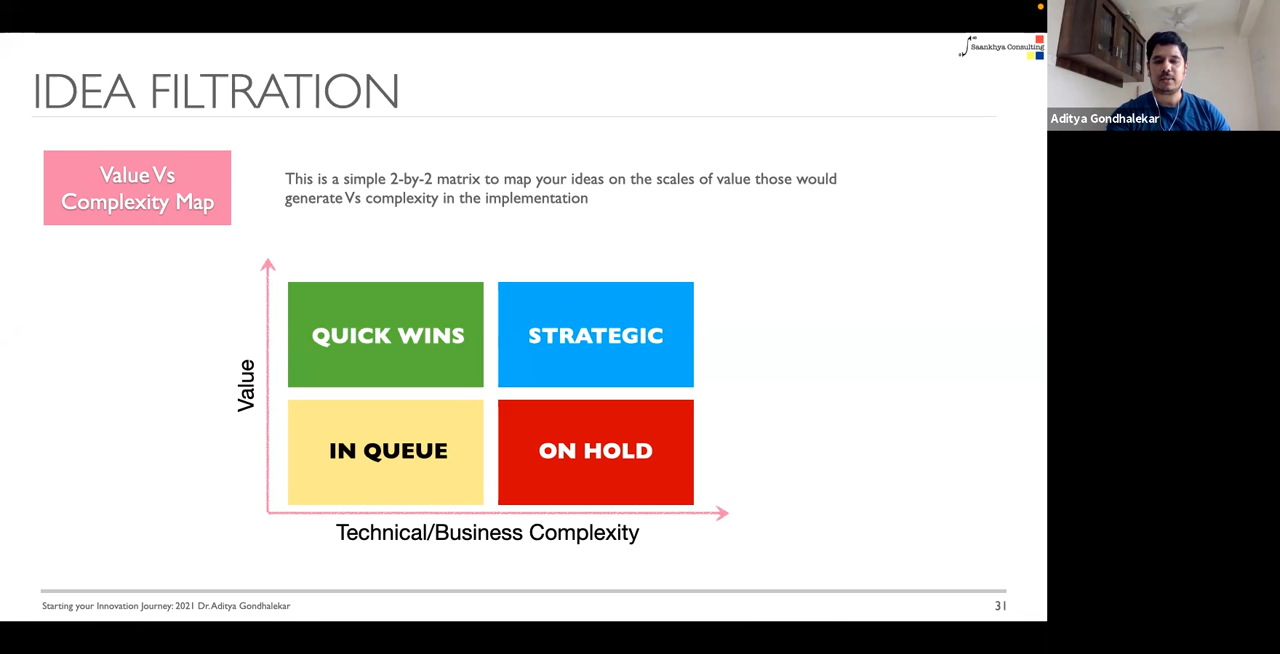 Saankhya Consulting
IDEA FILTRATION
Aditya Gondhalekar
Value Vs
Complexity Map
This is a simple 2-by-2 matrix to map your ideas on the scales of value those would
generate Vs complexity in the implementation
Value
QUICK WINS
STRATEGIC
IN QUEUE
ON HOLD
Technical/Business Complexity
Starting your Innovation Journey: 2021 Dr. Aditya Gondhalekar
31